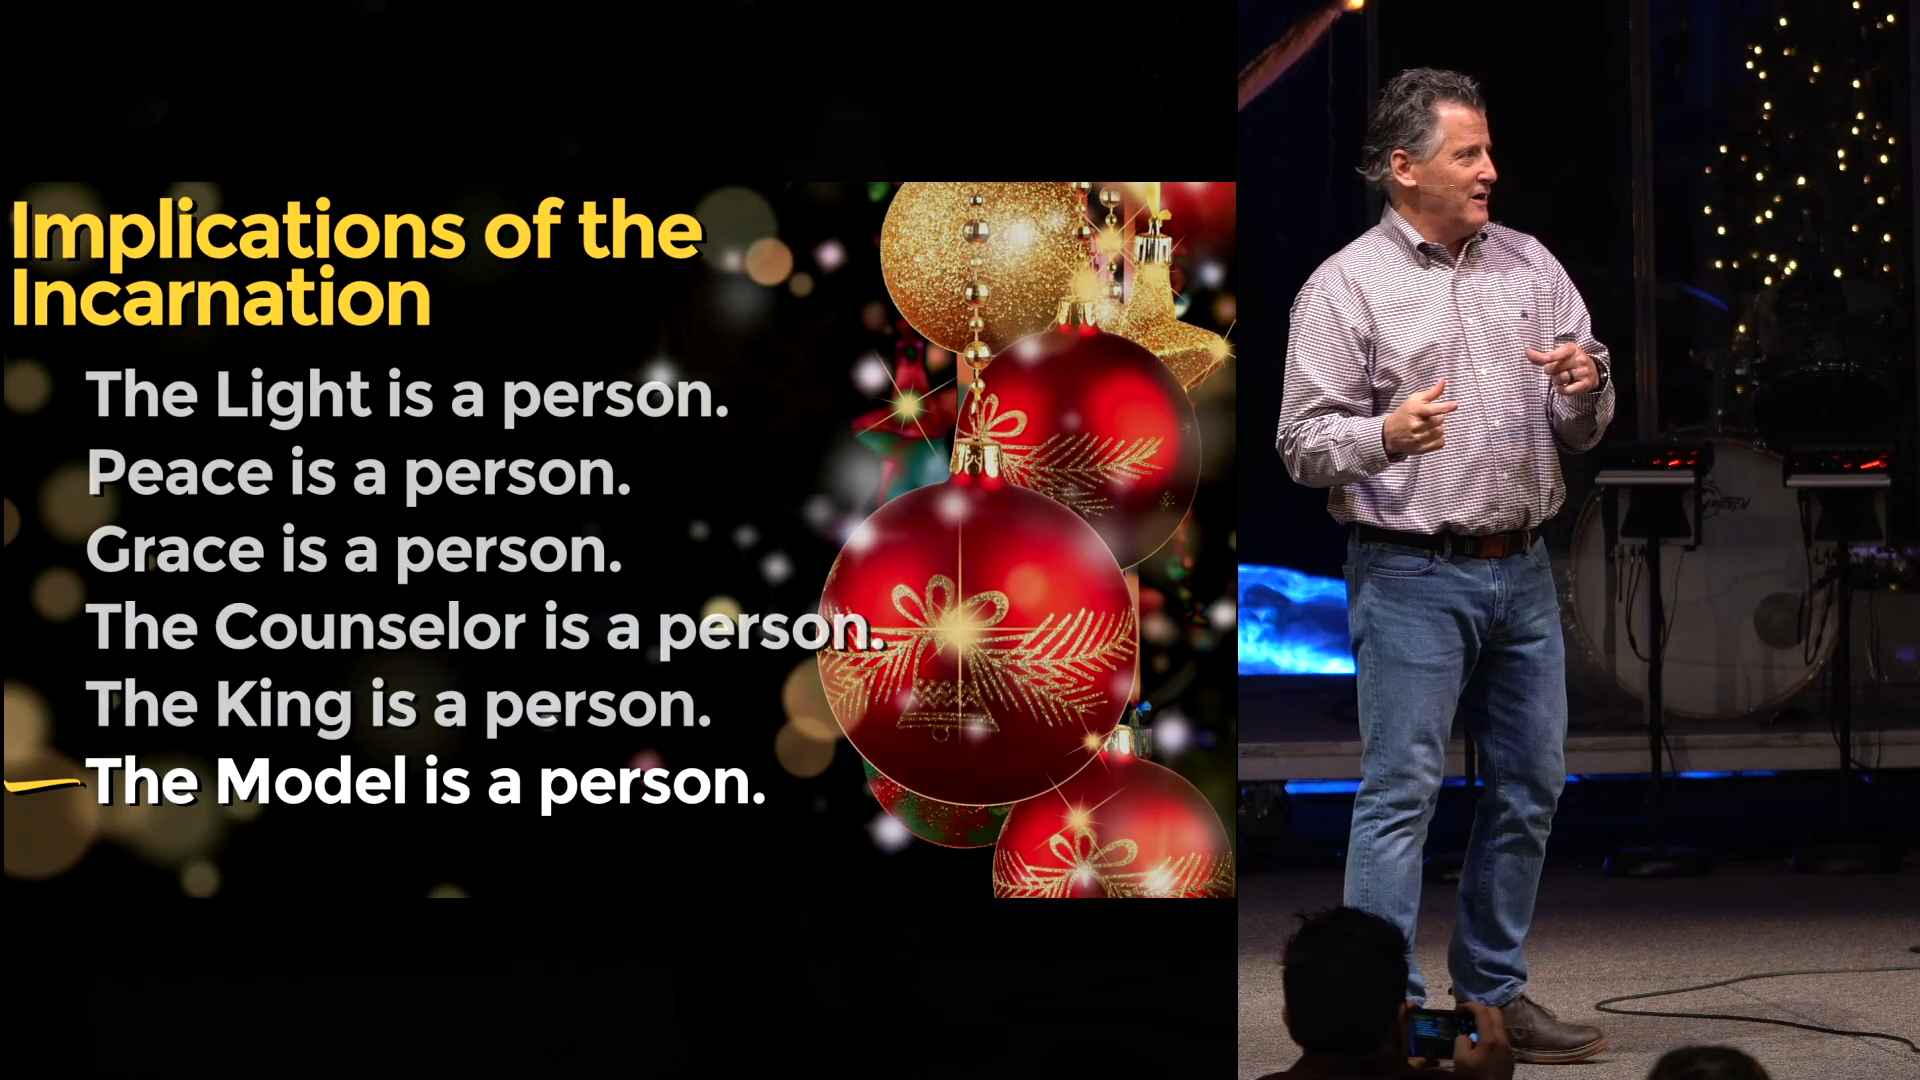 Implications of the
Incarnation
The Light is a person.
Peace is a person.
Grace is a person.
The Counselor is a person.
The King is a person.
The Model is a person.